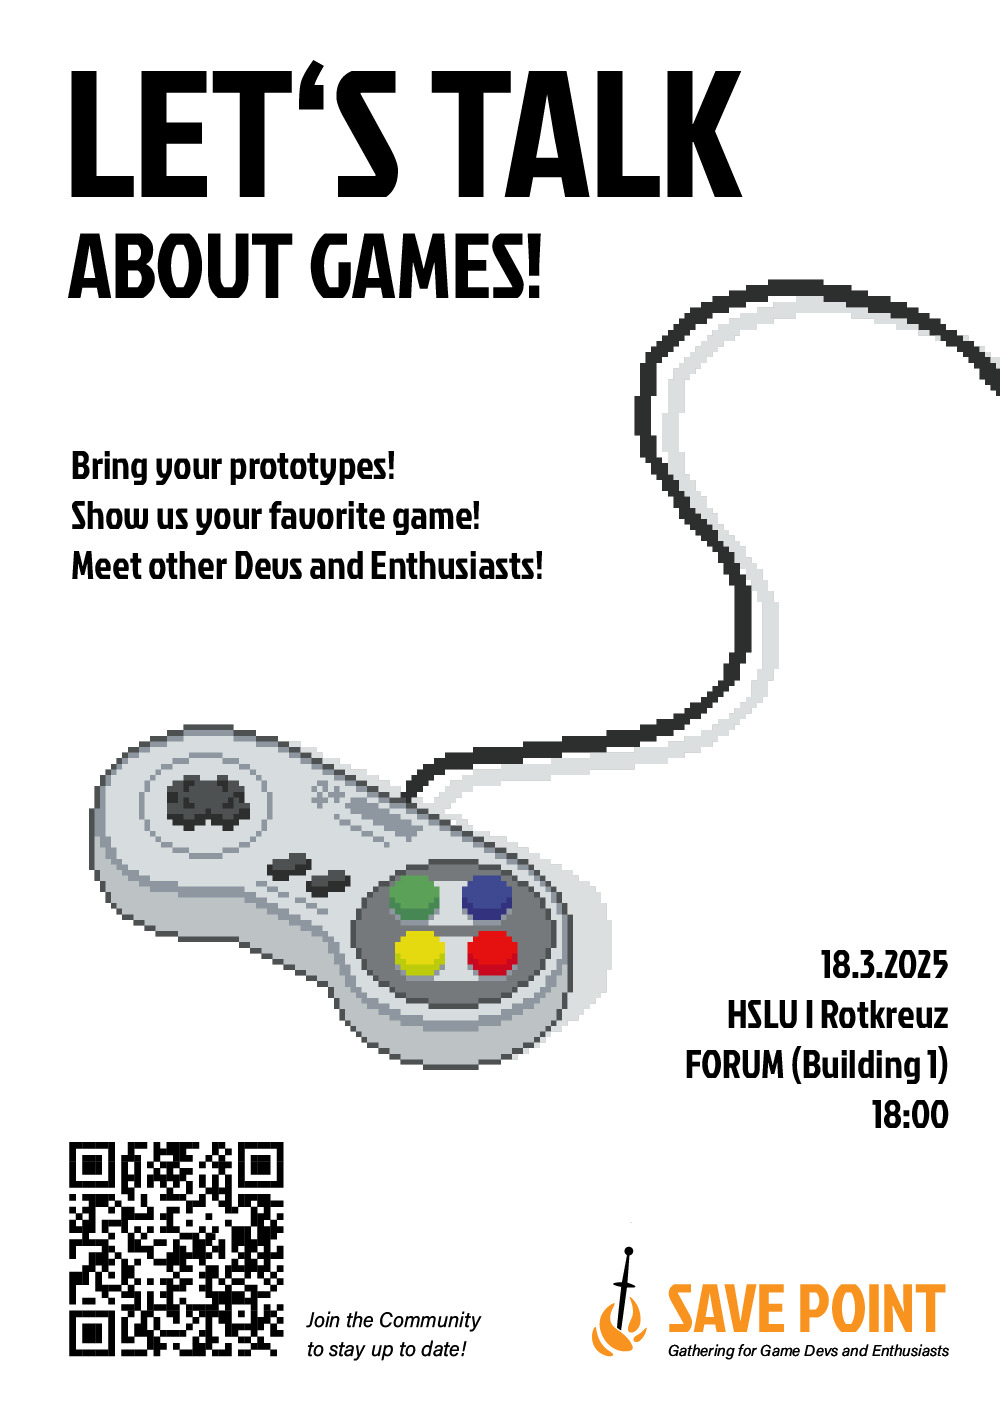 LET‘S TALK
ABOUT GAMES!
Bring your prototypes!
Show us your favorite game!
Meet other Devs and Enthusiasts!
18.3.2025
HSLU I Rotkreuz
FORUM (Building 1)
18:00
Join the Community
to stay up to date!
SAVE POINT
Gathering for Game Devs and Enthusiasts